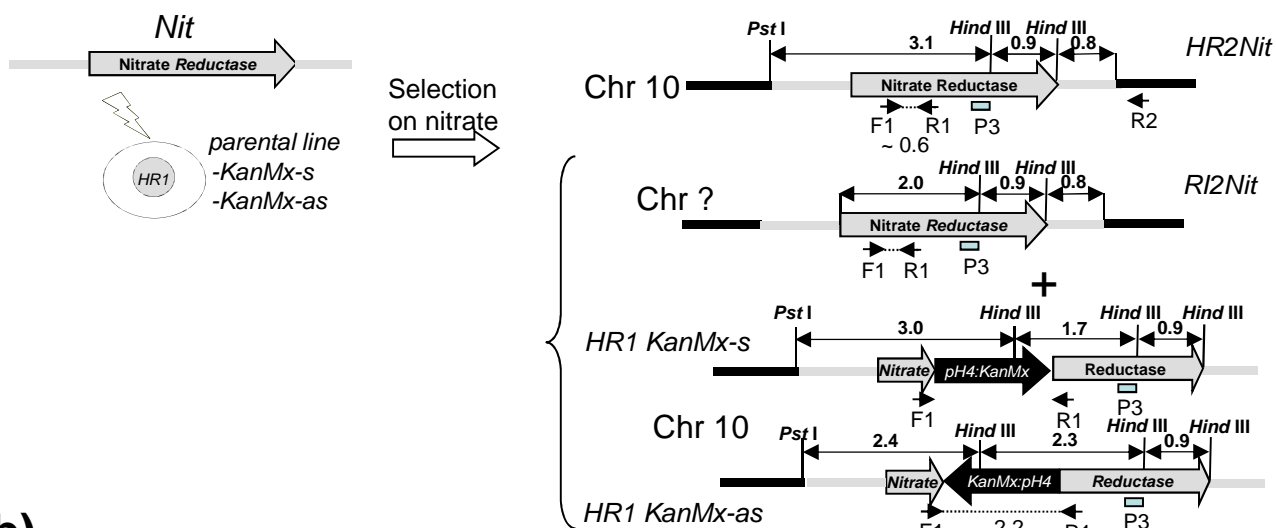 Nit
Nitrate Reductase
HR1
parental line
-KanMx-s
-KanMx-as
Selection
on nitrate
Pst I
Hind III Hind III
3.1 0.9 0.8
HR2Nit
Chr 10
Nitrate Reductase
F1 R1 P3 R2
~ 0.6
Hind III Hind III
2.0 0.9 0.8
RI2Nit
Chr ?
Nitrate Reductase
F1 R1 P3
+
Pst I Hind III Hind III Hind III
3.0 1.7 0.9
HR1 KanMx-s
Nitrate pH4:KanMx Reductase
F1 R1 P3
Chr 10
Pst I Hind III Hind III Hind III
2.4 2.3 0.9
Nitrate KanMx:pH4 Reductase
HR1 KanMx-as
F1 2.2 R1 P3
b)